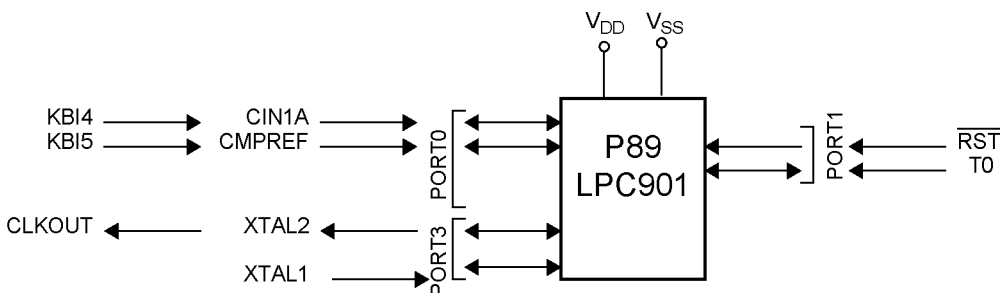 VDD VSS
KBI4 CIN1A
KBI5 CMPREF
PORT0
P89
LPC901
PORT1
RST
T0
CLKOUT XTAL2
XTAL1
PORT3